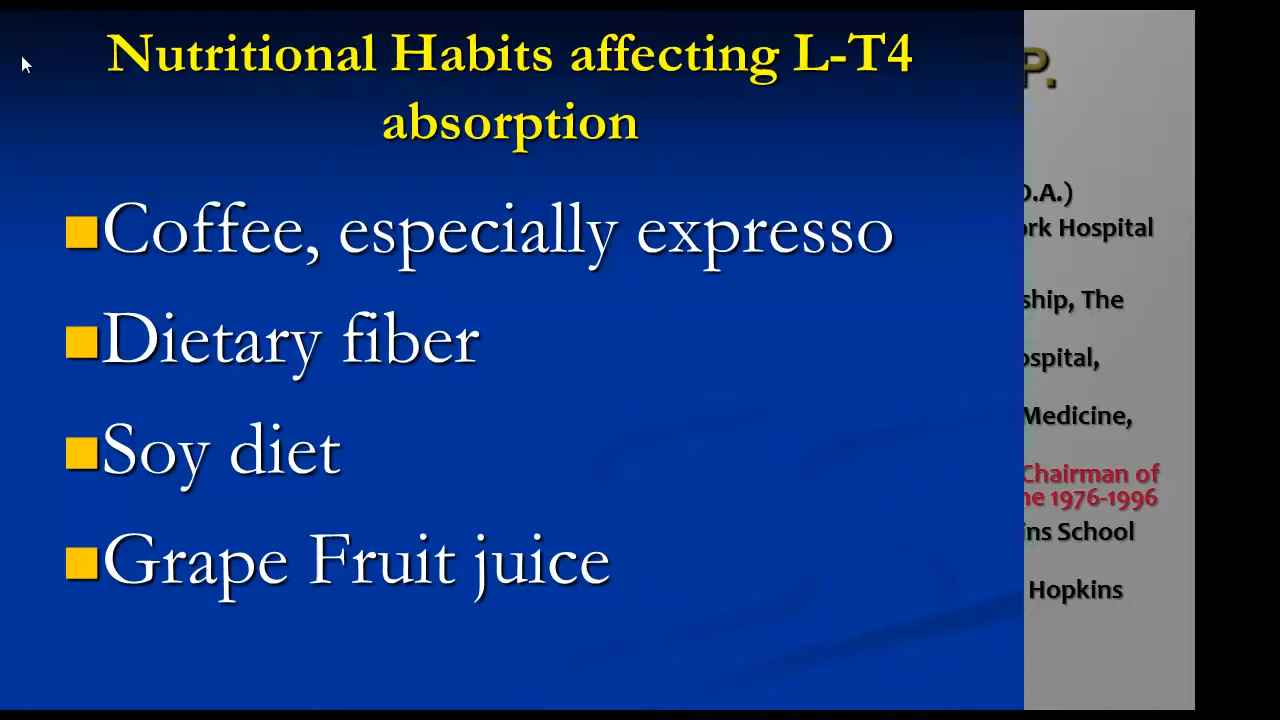 Nutritional Habits affecting L-T4
absorption
Coffee, especially expresso
Dietary fiber
Soy diet
Grape Fruit juice
P.
O.A.)
ork Hospital
ship, The
ospital,
Medicine,
Chairman of
ne 1976-1996
ins School
Hopkins